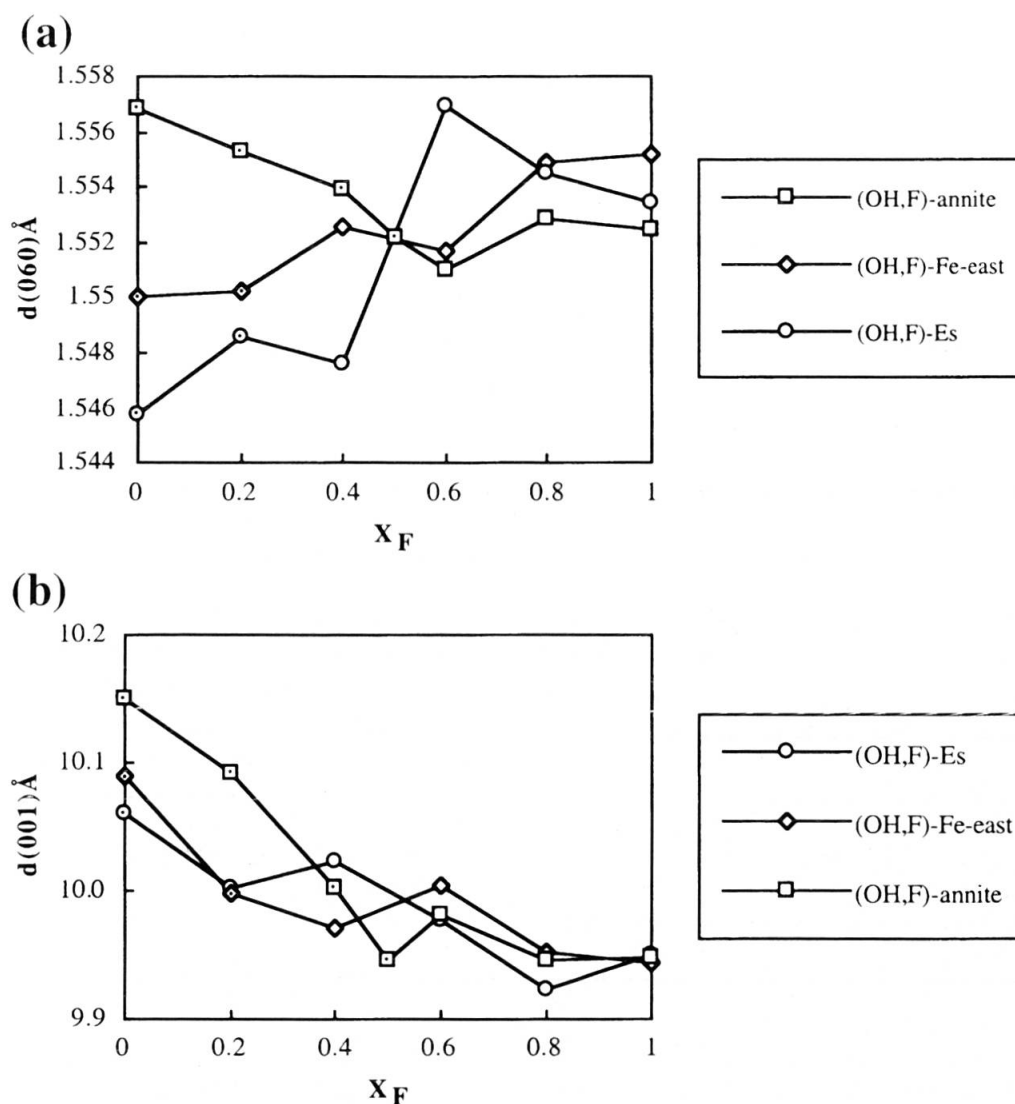 (a)
1.558
1.556
1.554
1.552
1.55
1.548
1.546
1.544
d(060)Å
0 0.2 0.4 0.6 0.8 1
X F
(OH,F)-annite
(OH,F)-Fe-east
(OH,F)-Es
(b)
10.2
10.1
10.0
9.9
d(001)Å
0 0.2 0.4 0.6 0.8 1
X F
(OH,F)-Es
(OH,F)-Fe-east
(OH,F)-annite